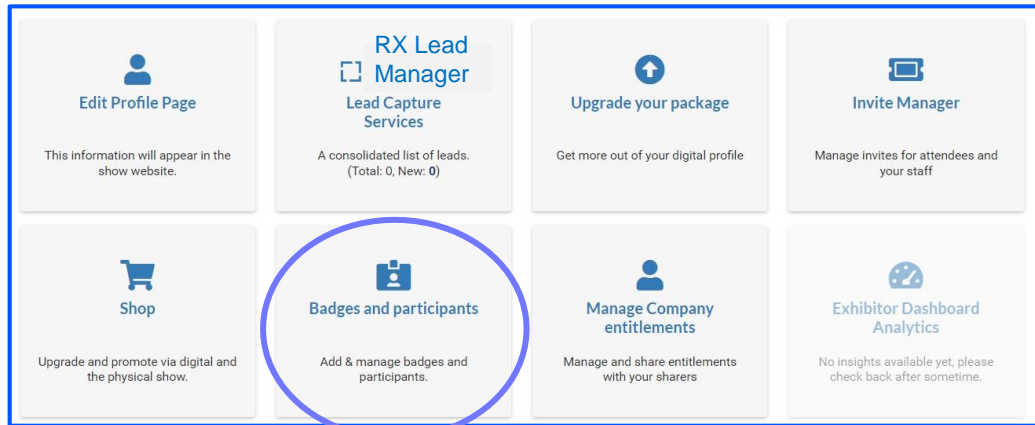 Edit Profile Page
This information will appear in the
show website.
RX Lead
Manager
Lead Capture
Services
A consolidated list of leads.
(Total: 0, New: 0)
Upgrade your package
Get more out of your digital profile
Invite Manager
Manage invites for attendees and
your staff
Shop
Upgrade and promote via digital and
the physical show.
Badges and participants
Add & manage badges and
participants.
Manage Company
entitlements
Manage and share entitlements
with your sharers
Exhibitor Dashboard
Analytics
No insights available yet, please
check back after sometime.